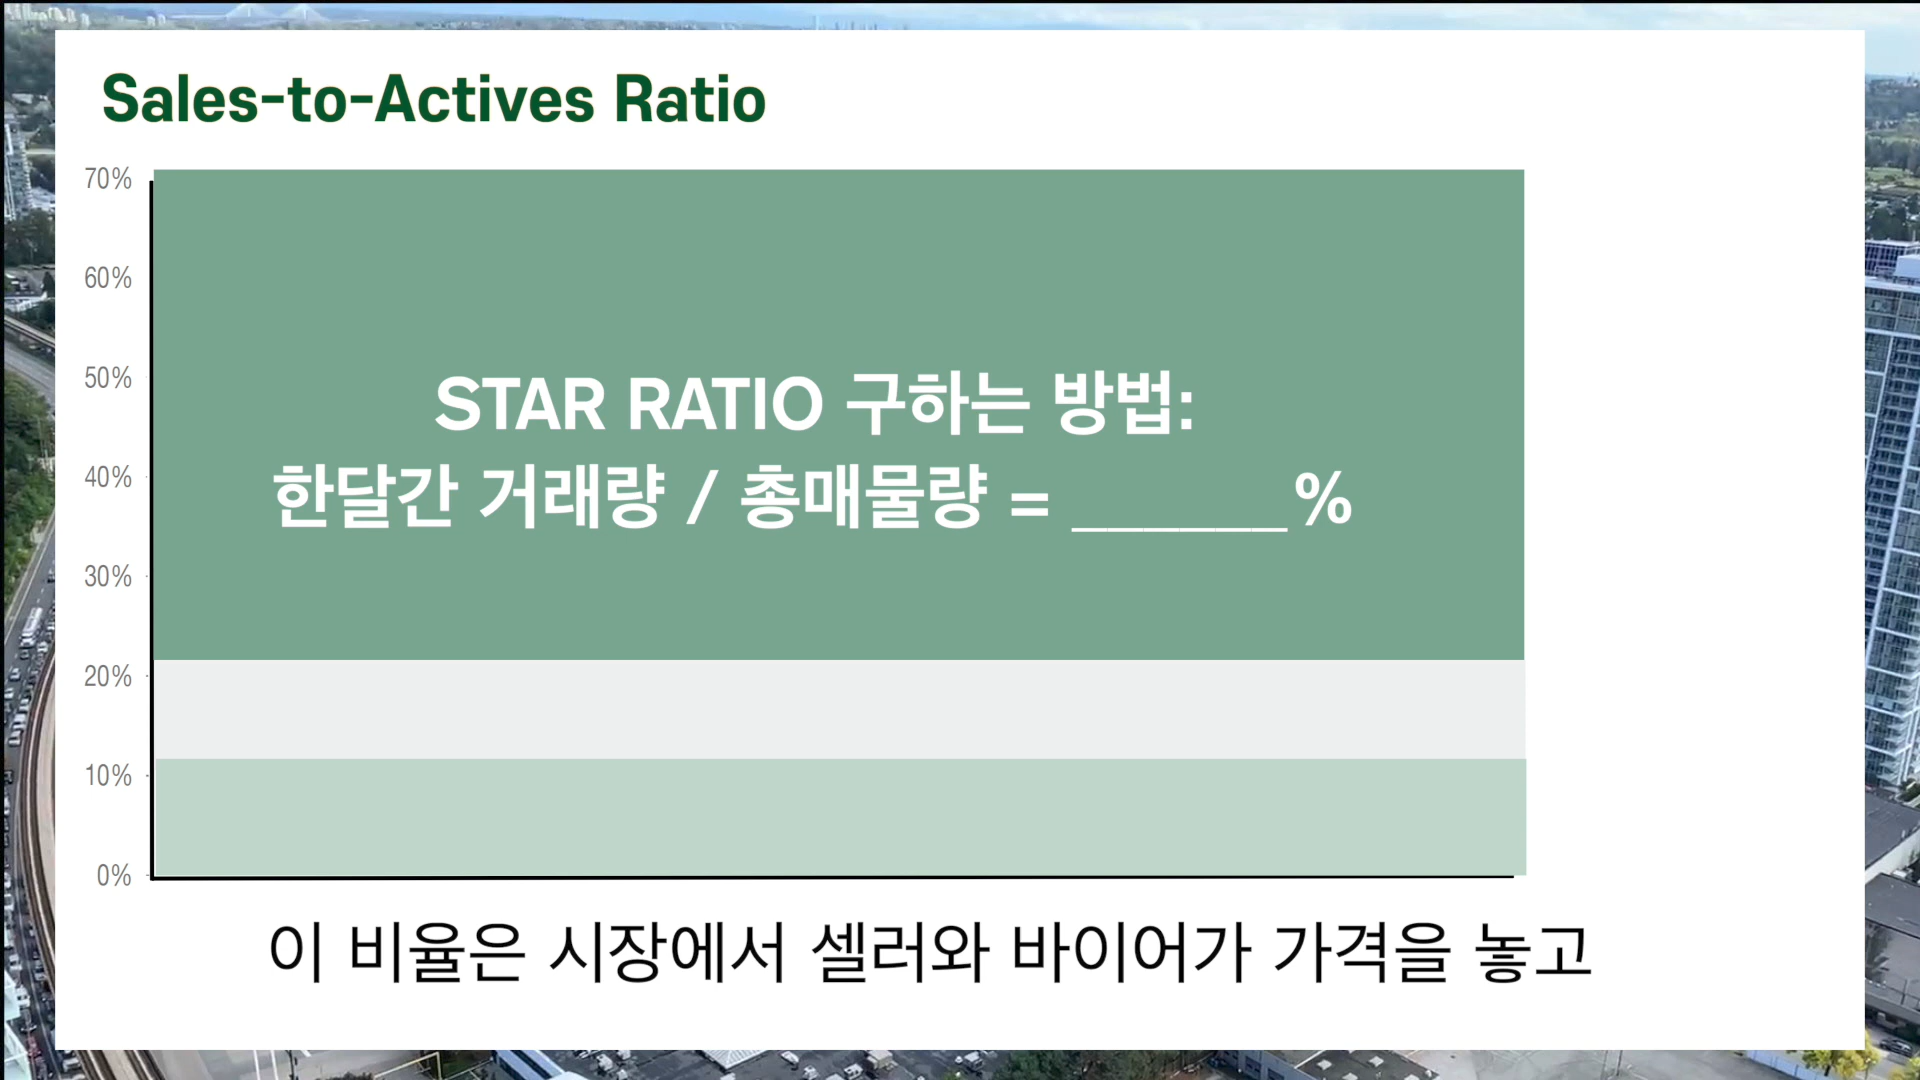 Sales-to-Actives Ratio
70%
60%
50%
40%
30%
20%
10%
0%
STAR RATIO 구하는 방법:
한달간 거래량 / 총매물량 = ______%
이 비율은 시장에서 셀러와 바이어가 가격을 놓고